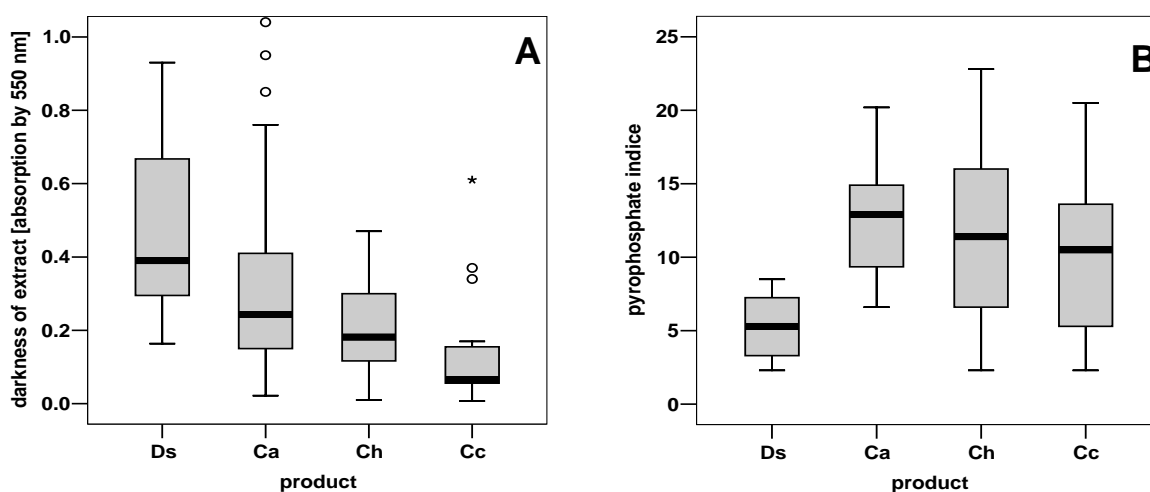 darkness of extract [absorption by 550 nm]
1.0
0.8
0.6
0.4
0.2
0.0
A
*
Ds Ca Ch Cc
product
pyrophosphate indice
25
20
15
10
5
0
B
Ds Ca Ch Cc
product